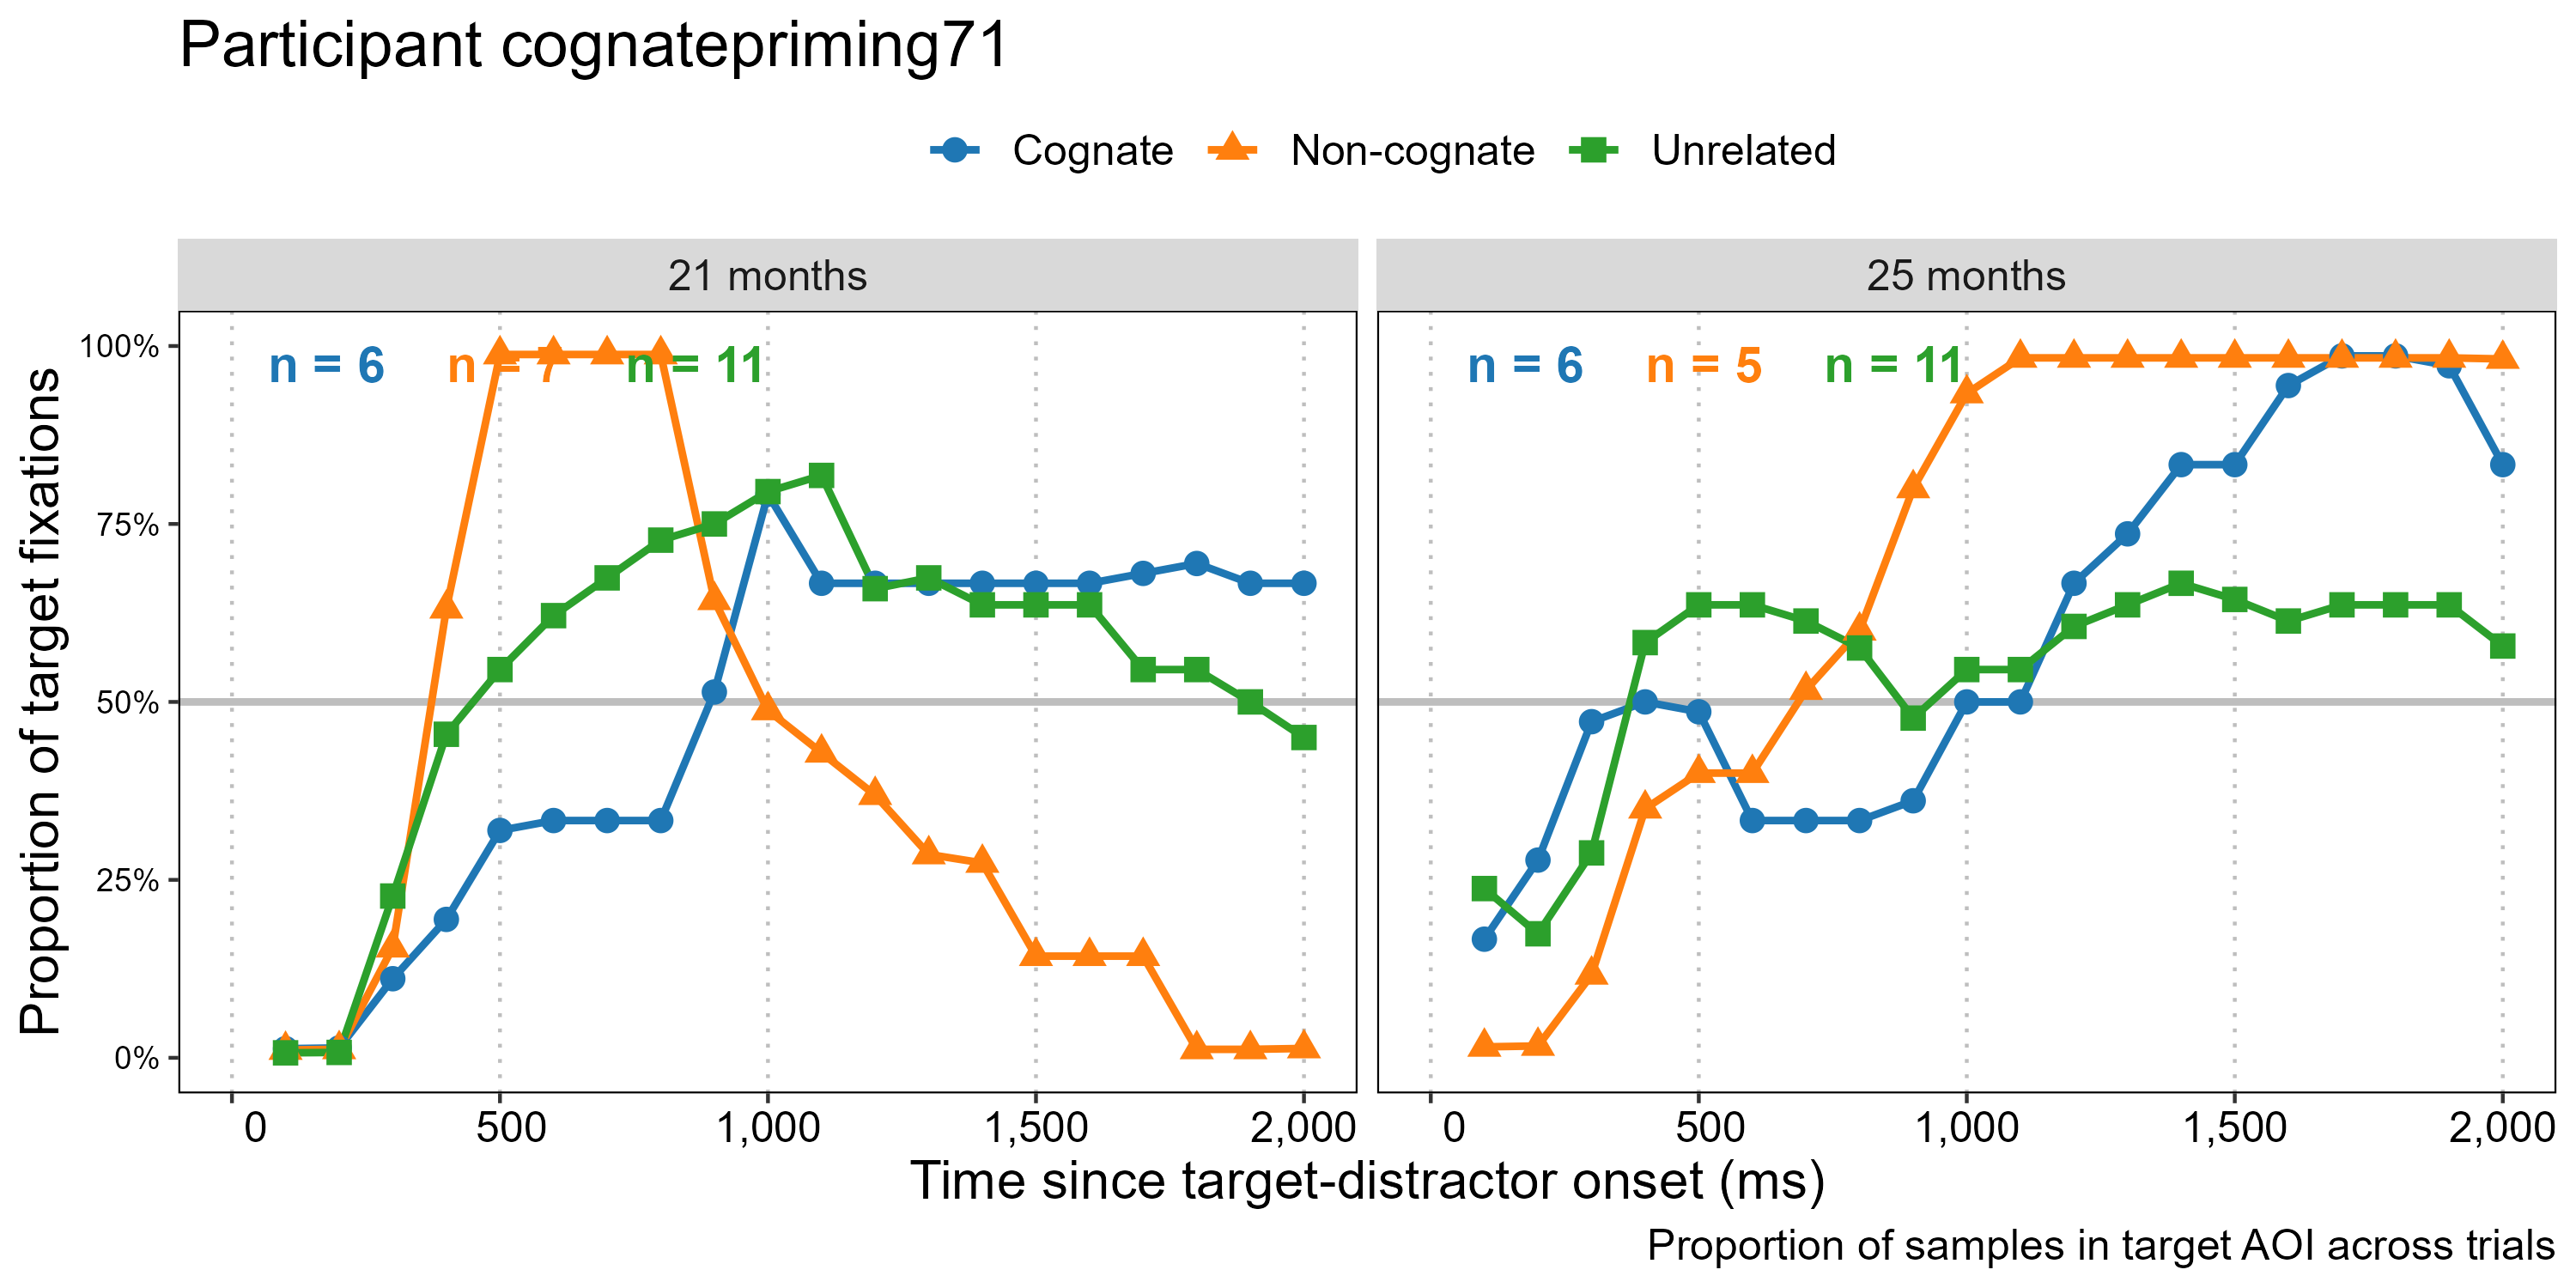 Participant cognatepriming71
Cognate Non-cognate Unrelated
21 months 25 months
n = 6 n = 7 n = 11 n = 6 n = 5 n = 11
100%
75%
50%
25%
0%
Proportion of target fixations
0 500 1,000 1,500 2,000 0 500 1,000 1,500 2,000
Time since target-distractor onset (ms)
Proportion of samples in target AOI across trials